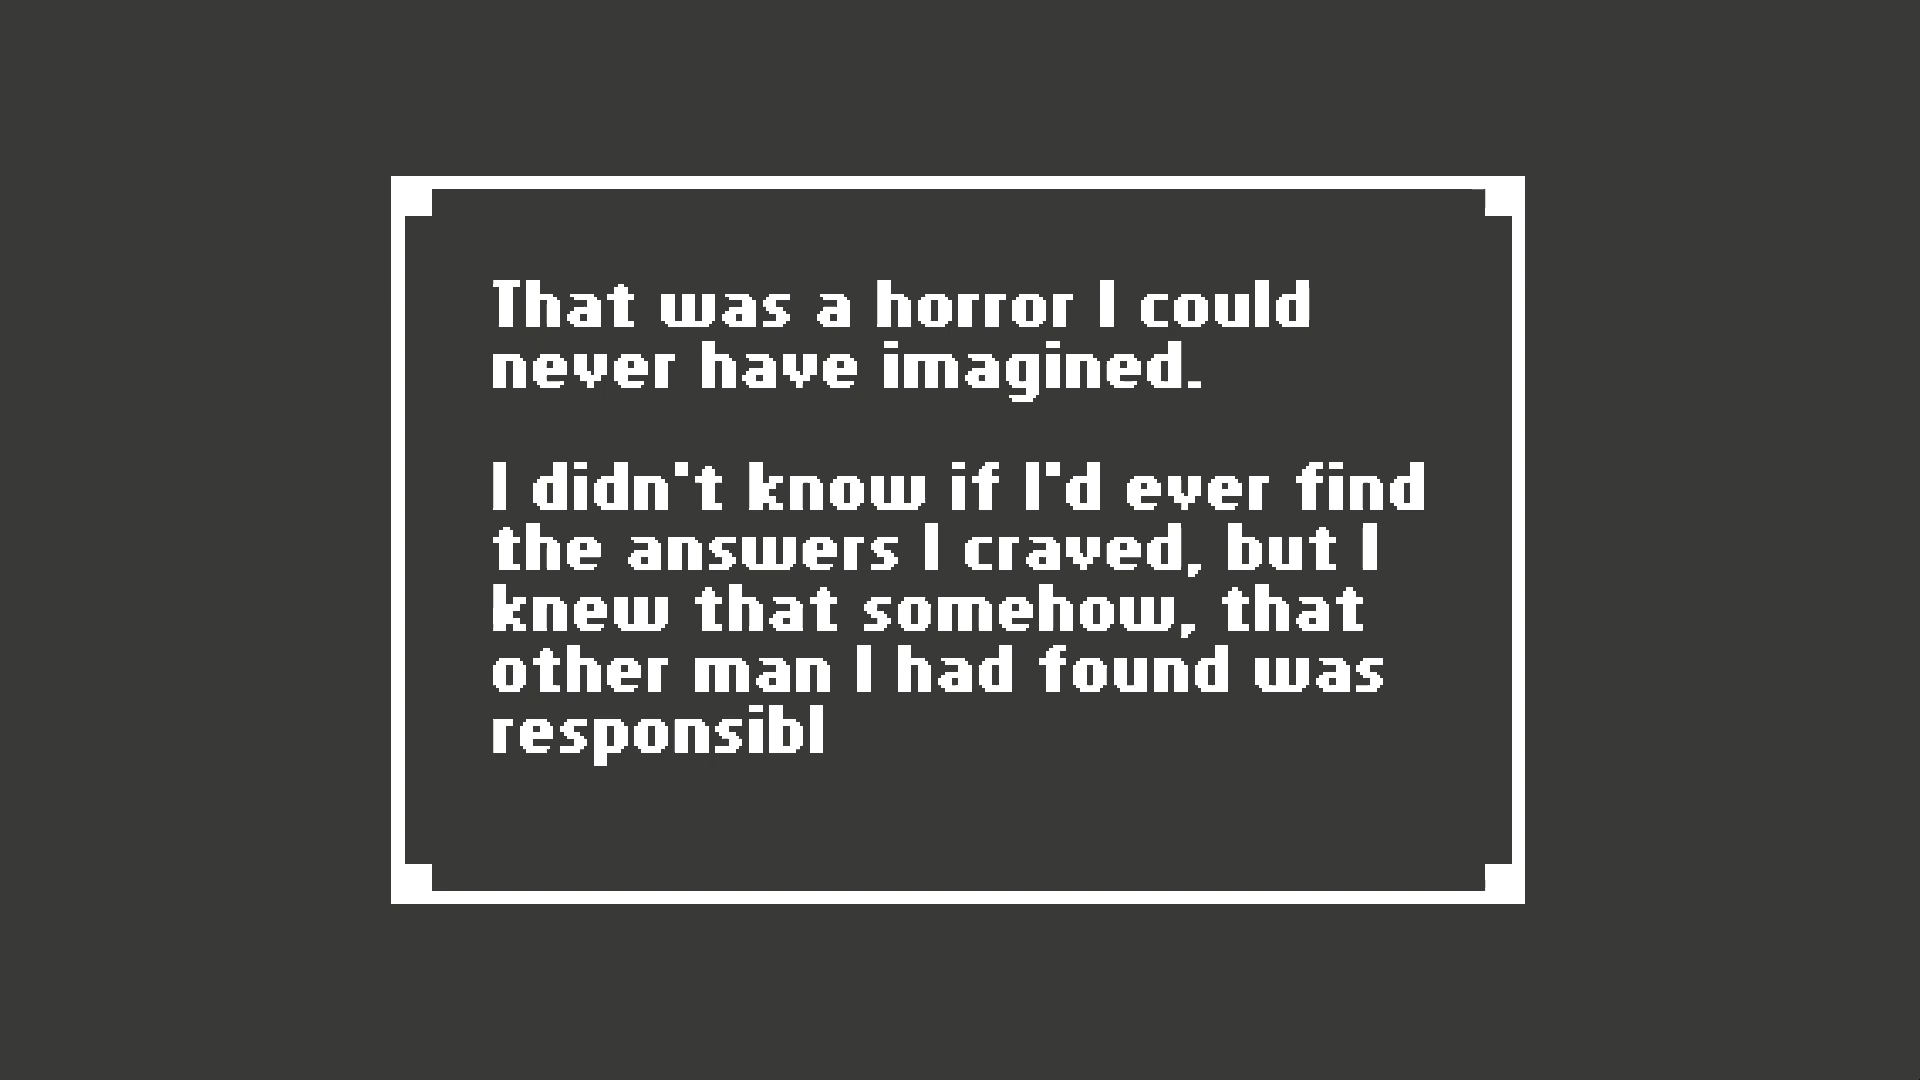 That was a horror I could
never have imagined.
I didn't know if I'd ever find
the answers I craved, but I
knew that somehow, that
other man I had found was
responsibl